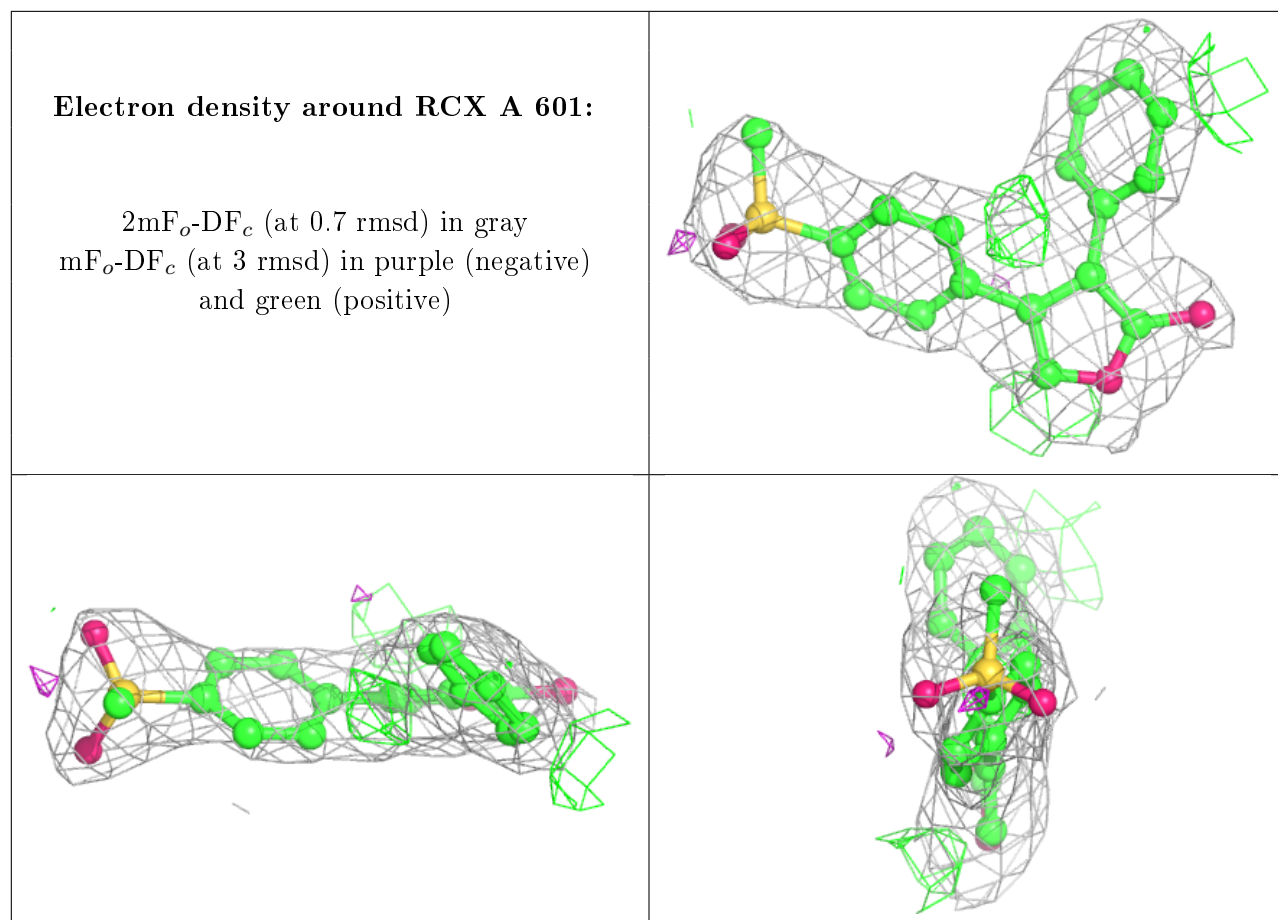 Electron density around RCX A 601:
2mFo-DFc (at 0.7 rmsd) in gray
mFo-DFc (at 3 rmsd) in purple (negative)
and green (positive)